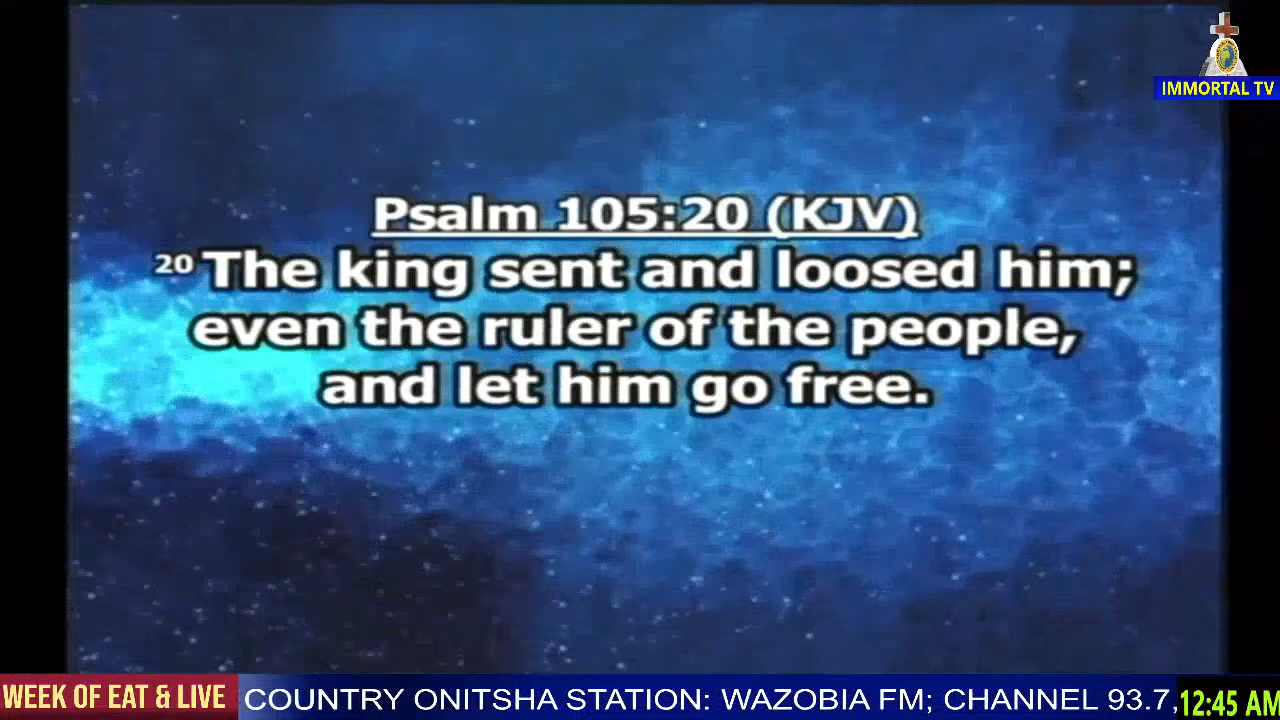 IMMORTAL TV
Psalm 105:20 (KJV)
20 The king sent and loosed him;
even the ruler of the people,
and let him go free.
WEEK OF EAT & LIVE
COUNTRY ONITSHA STATION: WAZOBIA FM; CHANNEL 93.7,
12:45 AM